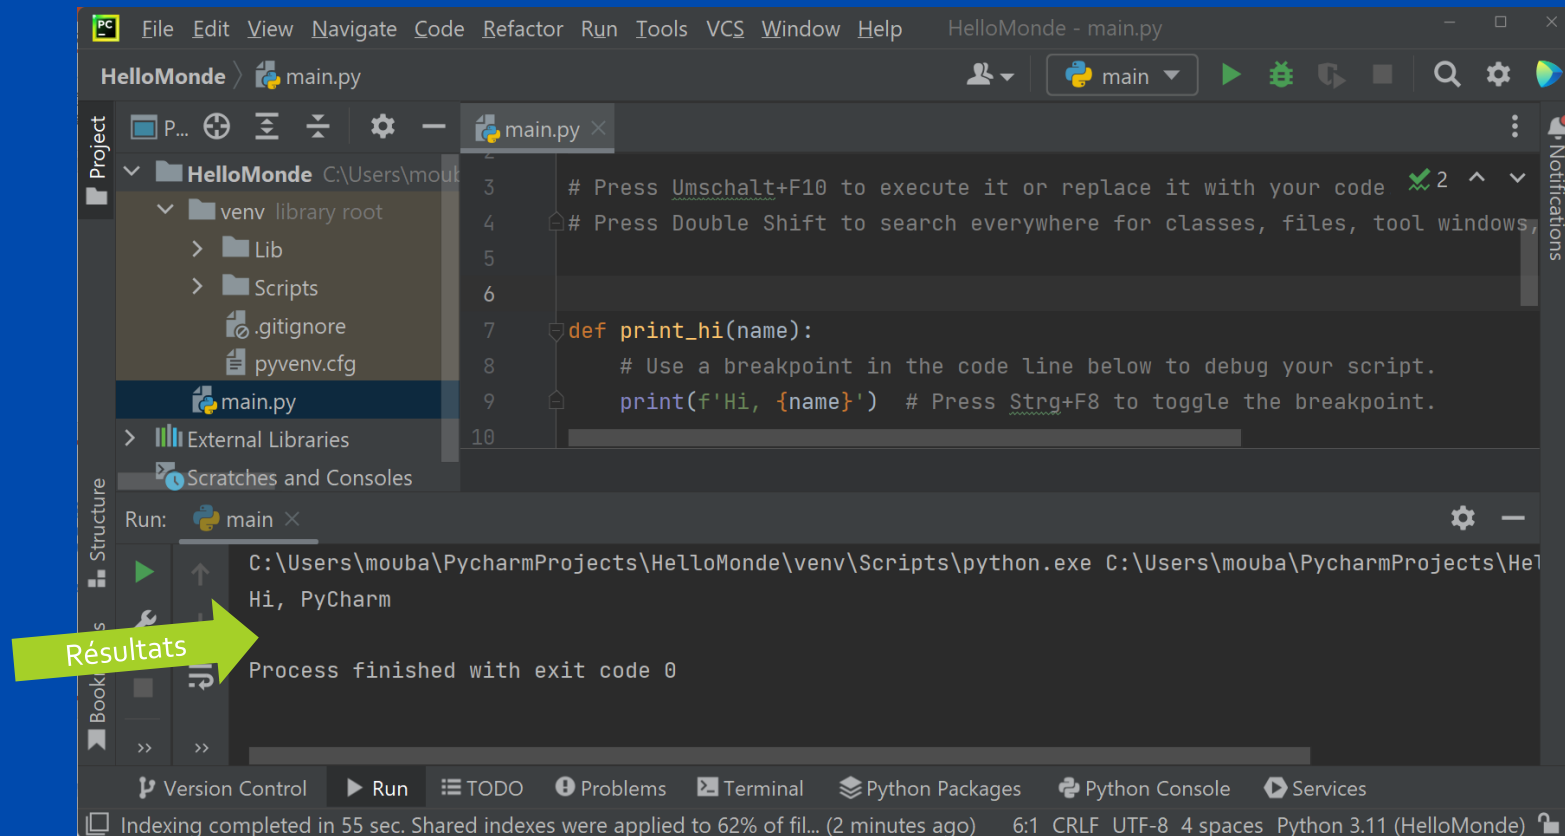 PC File Edit View Navigate Code Refactor Run Tools VCS Window Help HelloMonde - main.py
HelloMonde main.py main
Project P... main.py
HelloMonde C:\Users\moub
venv library root
Lib
Scripts
.gitignore
pyvenv.cfg
main.py
External Libraries
Scratches and Consoles
2
3 # Press Umschalt+F10 to execute it or replace it with your code 2
4 # Press Double Shift to search everywhere for classes, files, tool windows,
5
6
7 def print_hi(name):
8 # Use a breakpoint in the code line below to debug your script.
9 print(f'Hi, {name}') # Press Strg+F8 to toggle the breakpoint.
10
Notifications
Structure
Run: main
C:\Users\mouba\PycharmProjects\HelloMonde\venv\Scripts\python.exe C:\Users\mouba\PycharmProjects\Hel
Hi, PyCharm
Résultats
Process finished with exit code 0
Version Control Run TODO Problems Terminal Python Packages Python Console Services
Indexing completed in 55 sec. Shared indexes were applied to 62% of fil... (2 minutes ago) 6:1 CRLF UTF-8 4 spaces Python 3.11 (HelloMonde)